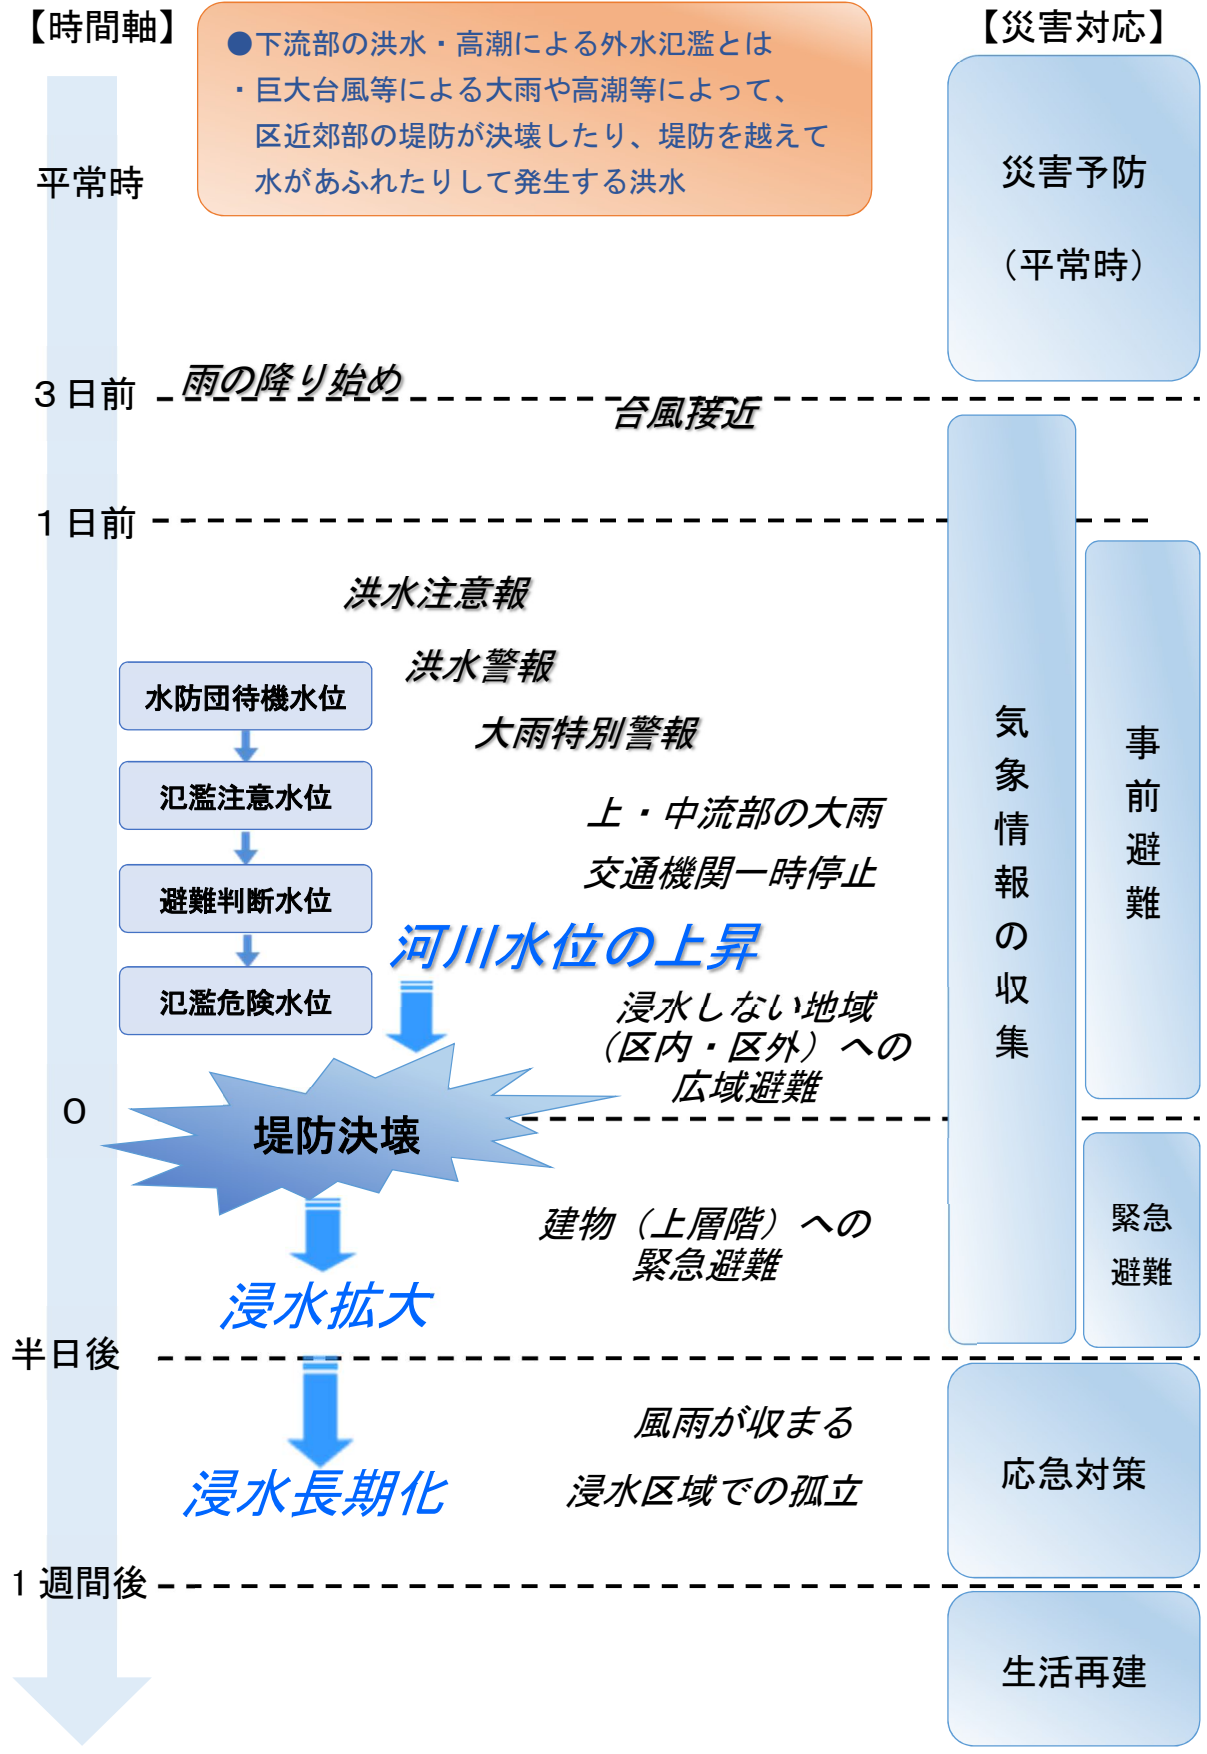 【時間軸】
【災害対応】
●下流部の洪水・高潮による外水氾濫とは
・巨大台風等による大雨や高潮等によって、
区近郊部の堤防が決壊したり、堤防を越えて
水があふれたりして発生する洪水
平常時
災害予防
（平常時）
3日前
雨の降り始め
台風接近
1日前
洪水注意報
洪水警報
水防団待機水位
大雨特別警報
氾濫注意水位
上・中流部の大雨
交通機関一時停止
避難判断水位
河川水位の上昇
氾濫危険水位
浸水しない地域
（区内・区外）への
広域避難
気象情報の収集
事前避難
0
堤防決壊
建物（上層階）への
緊急避難
緊急
避難
浸水拡大
半日後
風雨が収まる
浸水長期化
浸水区域での孤立
応急対策
1週間後
生活再建